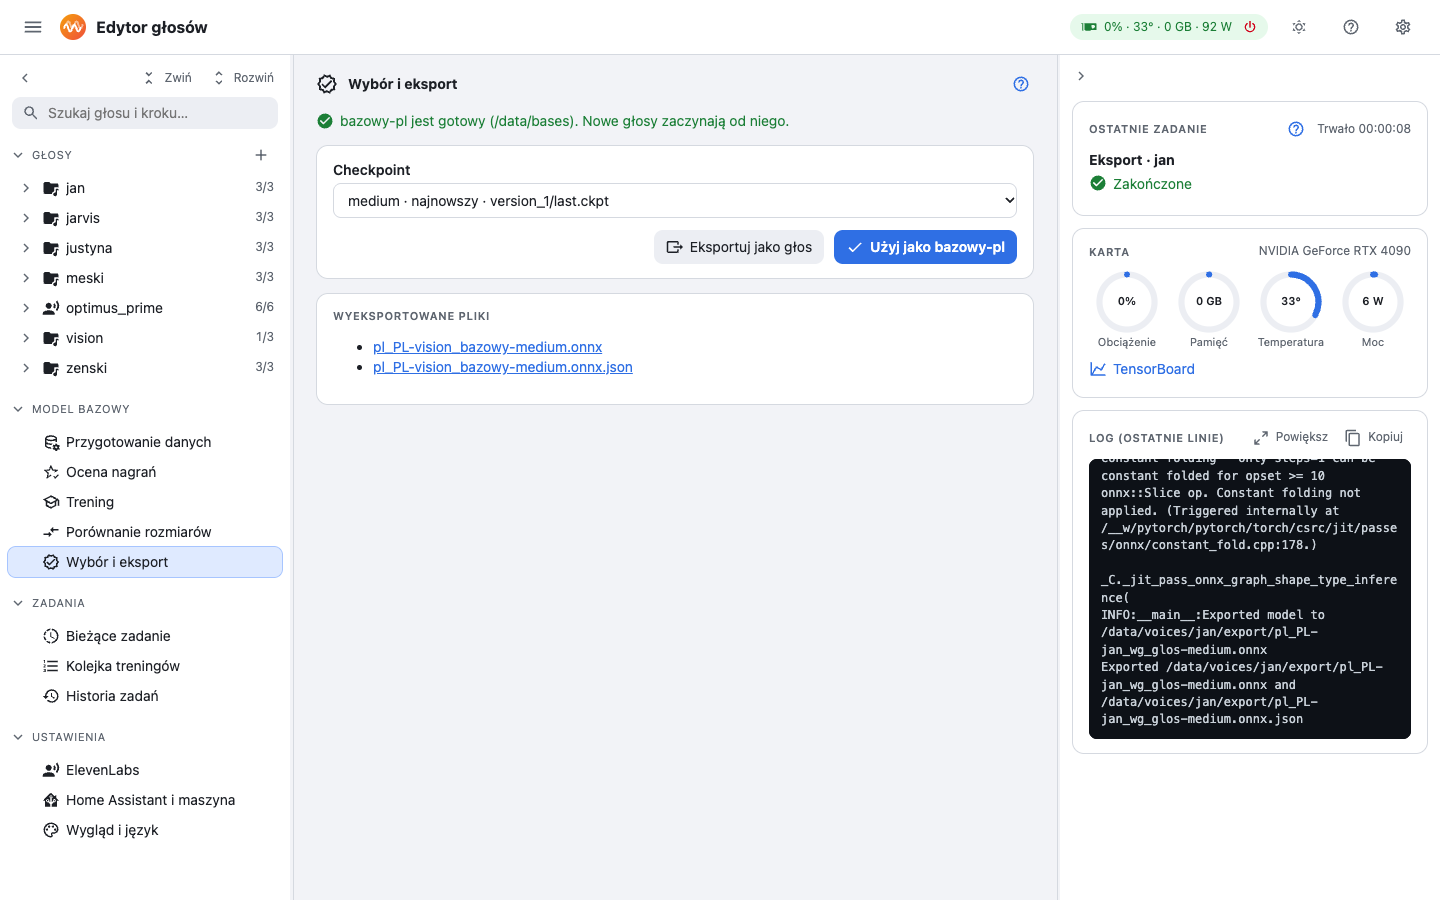 Edytor głosów
0% · 33° · 0 GB · 92 W
Zwiń
Rozwiń
Szukaj głosu i kroku...
GŁOSY
jan 3/3
jarvis 3/3
justyna 3/3
meski 3/3
optimus_prime 6/6
vision 1/3
zenski 3/3
MODEL BAZOWY
Przygotowanie danych
Ocena nagrań
Trening
Porównanie rozmiarów
Wybór i eksport
ZADANIA
Bieżące zadanie
Kolejka treningów
Historia zadań
USTAWIENIA
ElevenLabs
Home Assistant i maszyna
Wygląd i język
Wybór i eksport
bazowy-pl jest gotowy (/data/bases). Nowe głosy zaczynają od niego.
Checkpoint
medium · najnowszy · version_1/last.ckpt
Eksportuj jako głos
Użyj jako bazowy-pl
WYEKSPORTOWANE PLIKI
pl_PL-vision_bazowy-medium.onnx
pl_PL-vision_bazowy-medium.onnx.json
OSTATNIE ZADANIE
Trwało 00:00:08
Eksport · jan
Zakończone
KARTA
NVIDIA GeForce RTX 4090
0%
0 GB
33°
6 W
Obciążenie
Pamięć
Temperatura
Moc
TensorBoard
LOG (OSTATNIE LINIE)
Powiększ
Kopiuj
Constant folding - Only steps=1 can be
constant folded for opset >= 10
onnx::Slice op. Constant folding not
applied. (Triggered internally at
/__w/pytorch/pytorch/torch/csrc/jit/passe
s/onnx/constant_fold.cpp:178.)
_C._jit_pass_onnx_graph_shape_type_infere
nce(
INFO:__main__:Exported model to
/data/voices/jan/export/pl_PL-
jan_wg_glos-medium.onnx
Exported /data/voices/jan/export/pl_PL-
jan_wg_glos-medium.onnx and
/data/voices/jan/export/pl_PL-
jan_wg_glos-medium.onnx.json